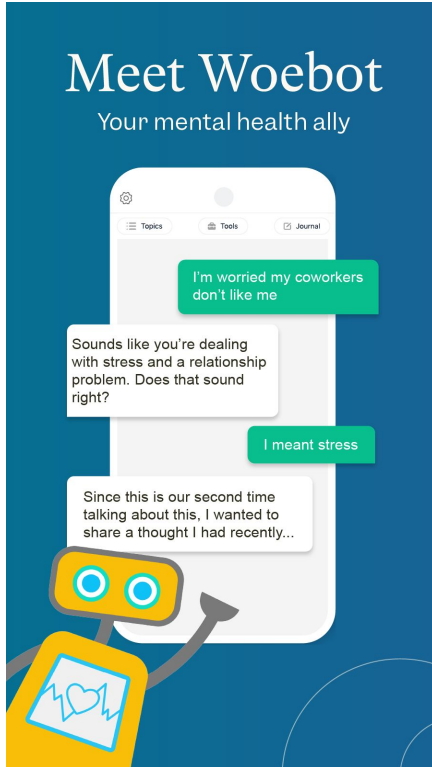 Meet Woebot
Your mental health ally
Topics
Tools
Journal
I'm worried my coworkers
don't like me
Sounds like you're dealing
with stress and a relationship
problem. Does that sound
right?
I meant stress
Since this is our second time
talking about this, I wanted to
share a thought I had recently...